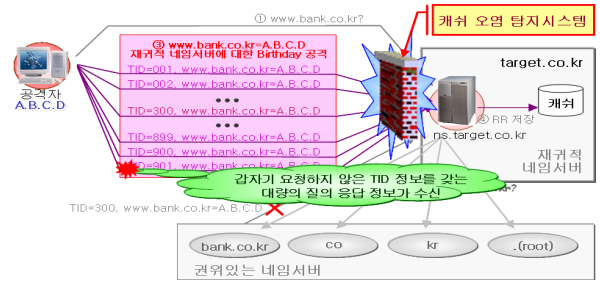 ① www.bank.co.kr?
캐쉬 오염 탐지시스템
③ www.bank.co.kr=A.B.C.D
재귀적 네임서버에 대한 Birthday 공격
TID=001, www.bank.co.kr=A.B.C.D
TID=002, www.bank.co.kr=A.B.C.D
•••
TID=300, www.bank.co.kr=A.B.C.D
•••
TID=899, www.bank.co.kr=A.B.C.D
TID=900, www.bank.co.kr=A.B.C.D
TID=901, www.bank.co.kr=A.B.C.D
공격자
A.B.C.D
target.co.kr
캐쉬
④ RR 저장
ns.target.co.kr
재귀적
네임서버
갑자기 요청하지 않은 TID 정보를 갖는
대량의 질의 응답 정보가 수신
TID=300, www.bank.co.kr=A.B.C.D
bank.co.kr
co
kr
.(root)
권위있는 네임서버